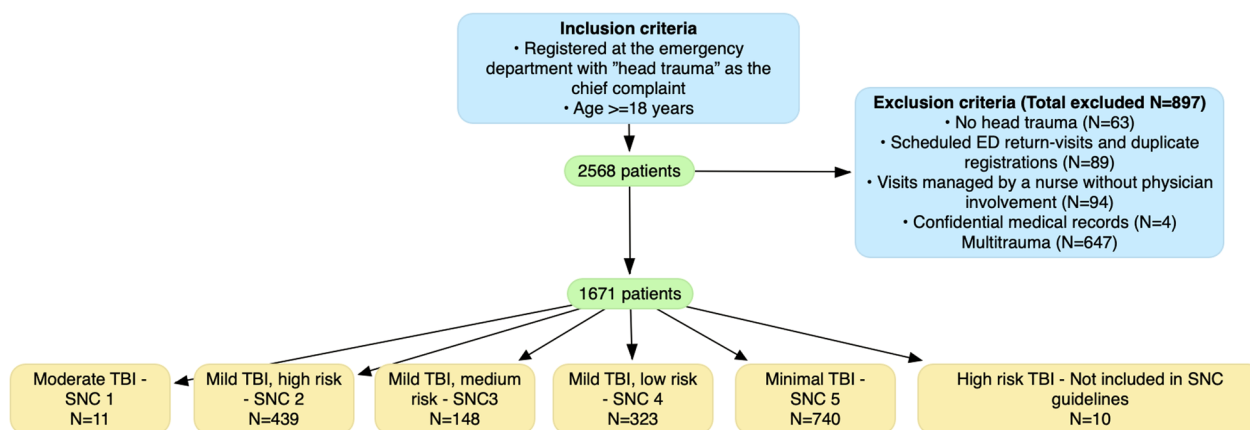 Inclusion criteria
• Registered at the emergency
department with ”head trauma” as the
chief complaint
• Age >=18 years
Exclusion criteria (Total excluded N=897)
• No head trauma (N=63)
• Scheduled ED return-visits and duplicate
registrations (N=89)
• Visits managed by a nurse without physician
involvement (N=94)
• Confidential medical records (N=4)
Multitrauma (N=647)
2568 patients
1671 patients
Moderate TBI -
SNC 1
N=11
Mild TBI, high risk
- SNC 2
N=439
Mild TBI, medium
risk - SNC3
N=148
Mild TBI, low risk
- SNC 4
N=323
Minimal TBI -
SNC 5
N=740
High risk TBI - Not included in SNC
guidelines
N=10